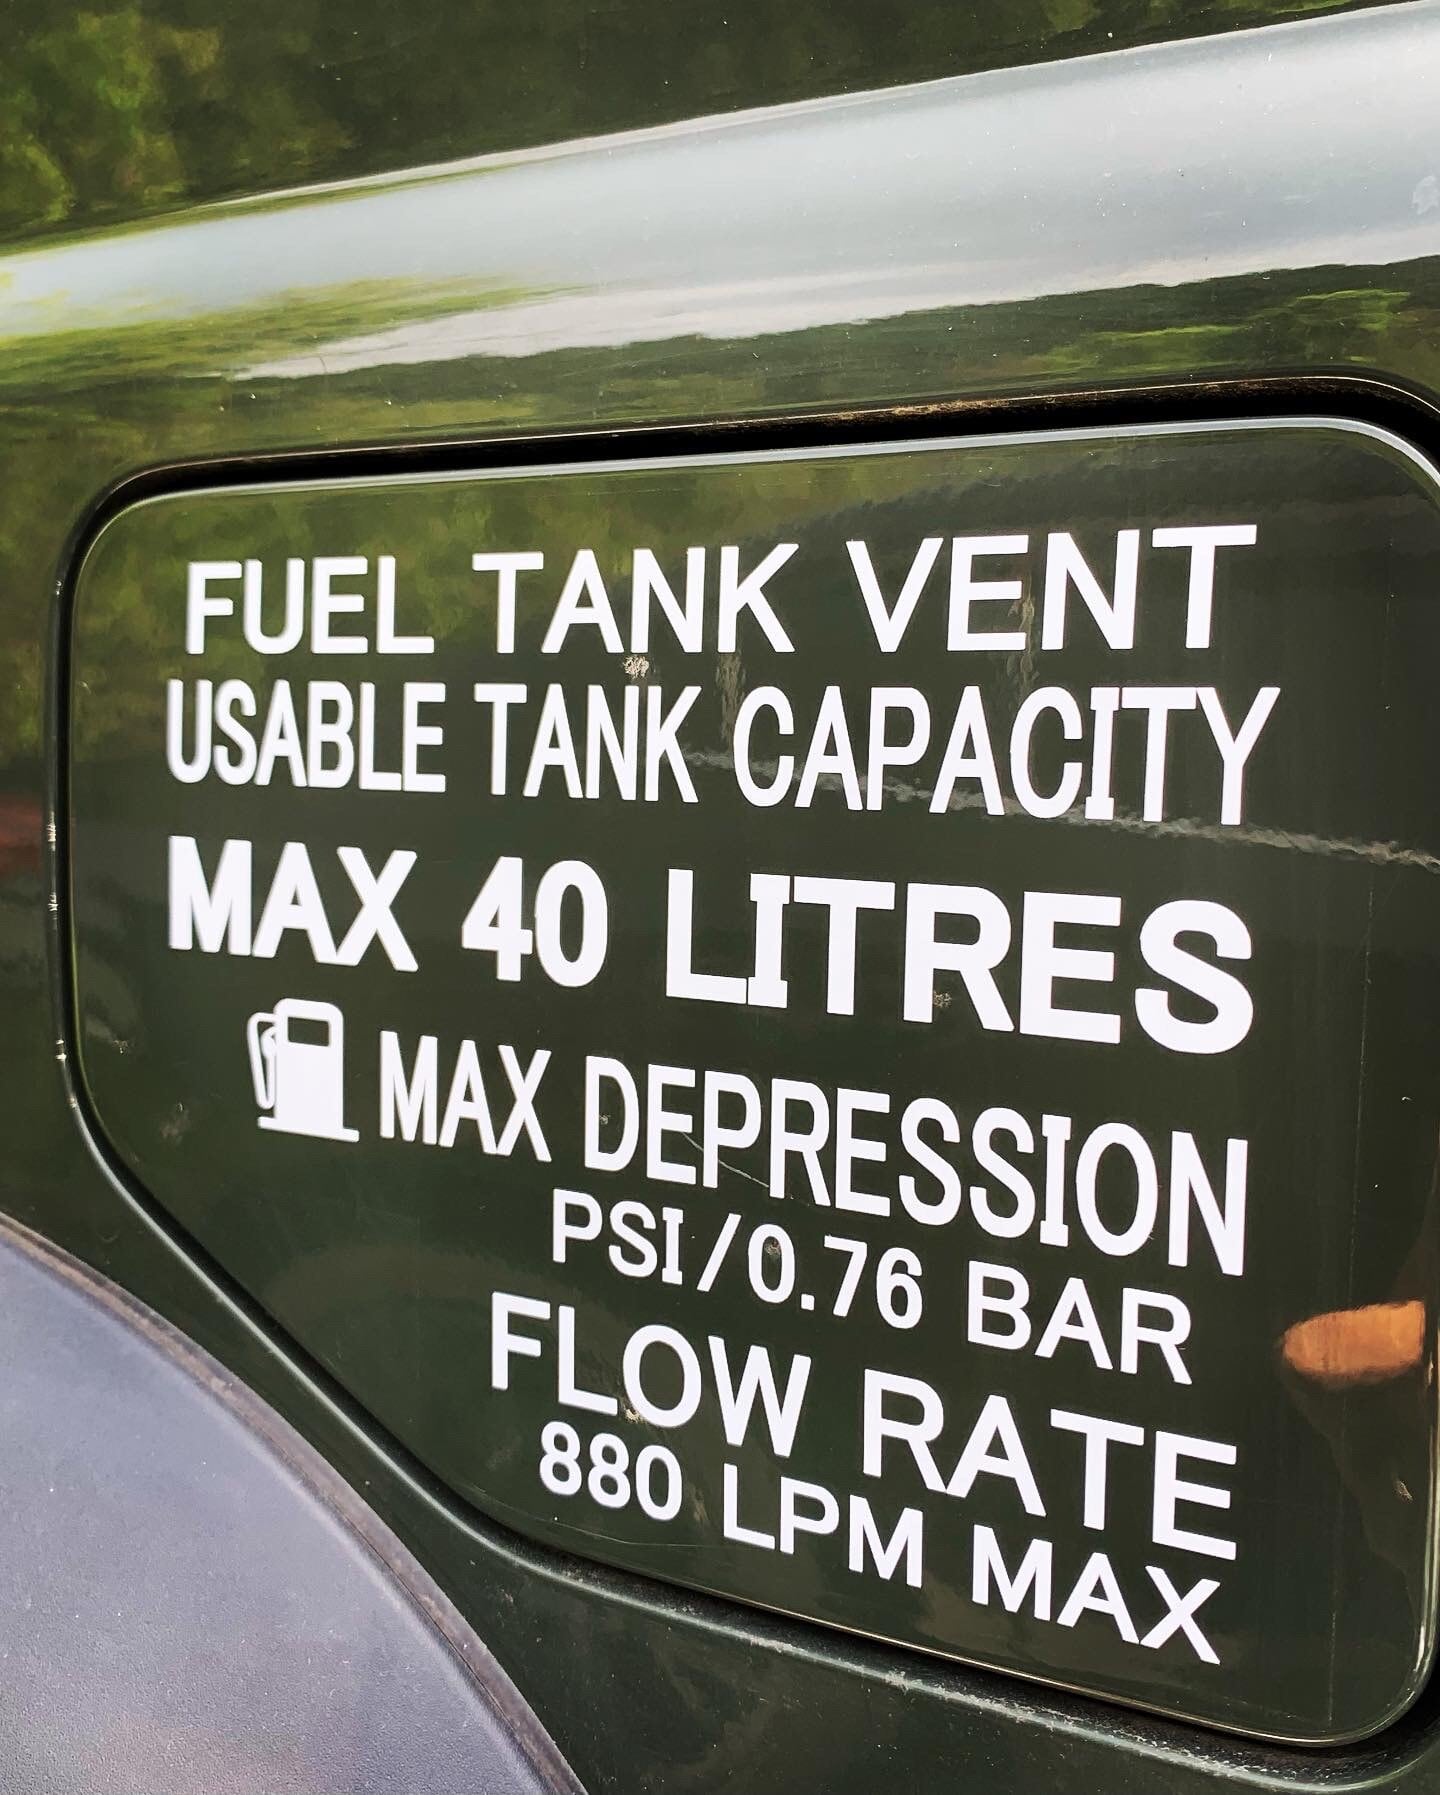 FUEL TANK VENT
USABLE TANK CAPACITY
MAX 40 LITRES
MAX DEPRESSION
PSI/0.76 BAR
FLOW RATE
880 LPM MAX